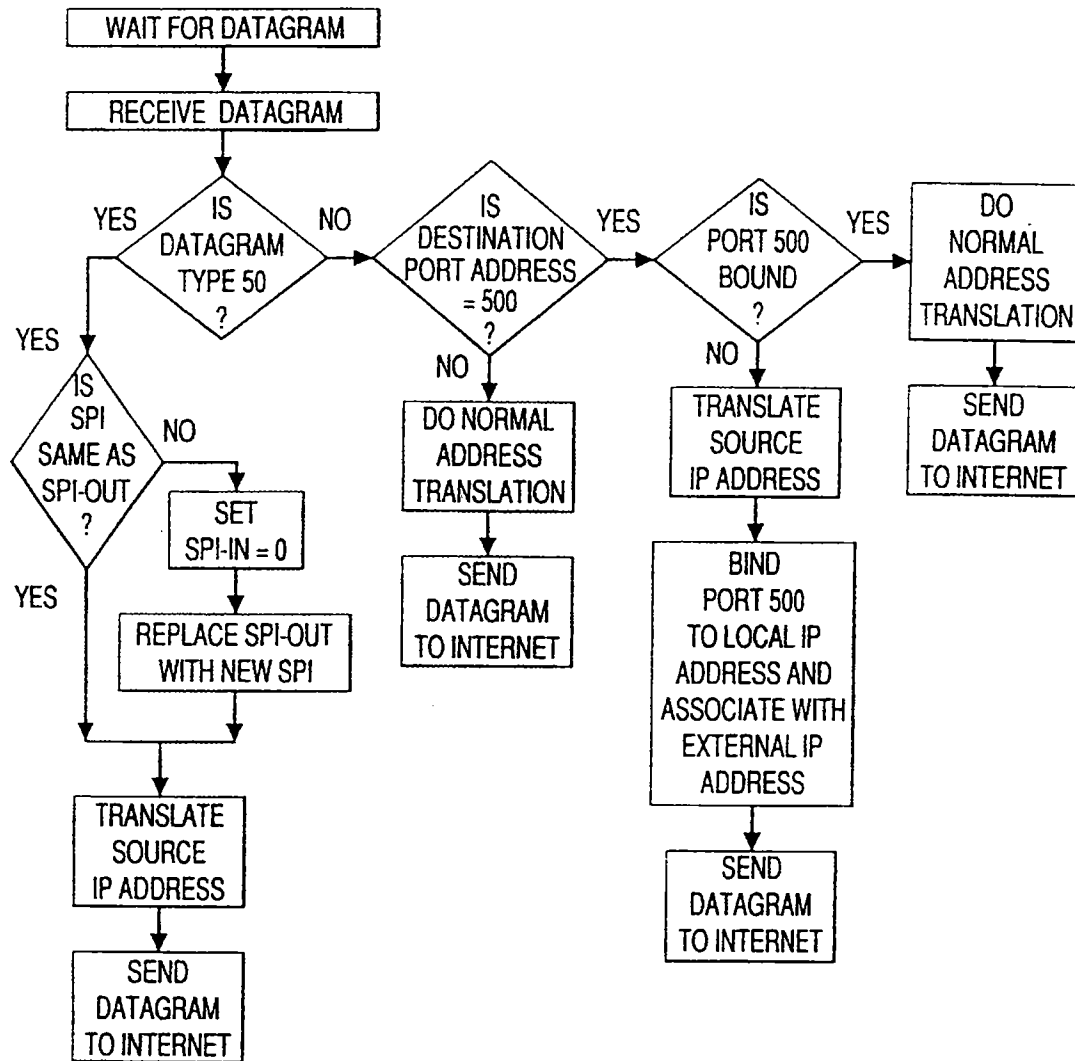 WAIT FOR DATAGRAM
RECEIVE DATAGRAM
YES
IS
DATAGRAM
TYPE 50
?
NO
IS
DESTINATION
PORT ADDRESS
= 500
?
YES
IS
PORT 500
BOUND
?
YES
DO
NORMAL
ADDRESS
TRANSLATION
YES
IS
SPI
SAME AS
SPI-OUT
?
NO
SET
SPI-IN = 0
REPLACE SPI-OUT
WITH NEW SPI
YES
TRANSLATE
SOURCE
IP ADDRESS
SEND
DATAGRAM
TO INTERNET
NO
DO NORMAL
ADDRESS
TRANSLATION
SEND
DATAGRAM
TO INTERNET
NO
TRANSLATE
SOURCE
IP ADDRESS
BIND
PORT 500
TO LOCAL IP
ADDRESS AND
ASSOCIATE WITH
EXTERNAL IP
ADDRESS
SEND
DATAGRAM
TO INTERNET
SEND
DATAGRAM
TO INTERNET